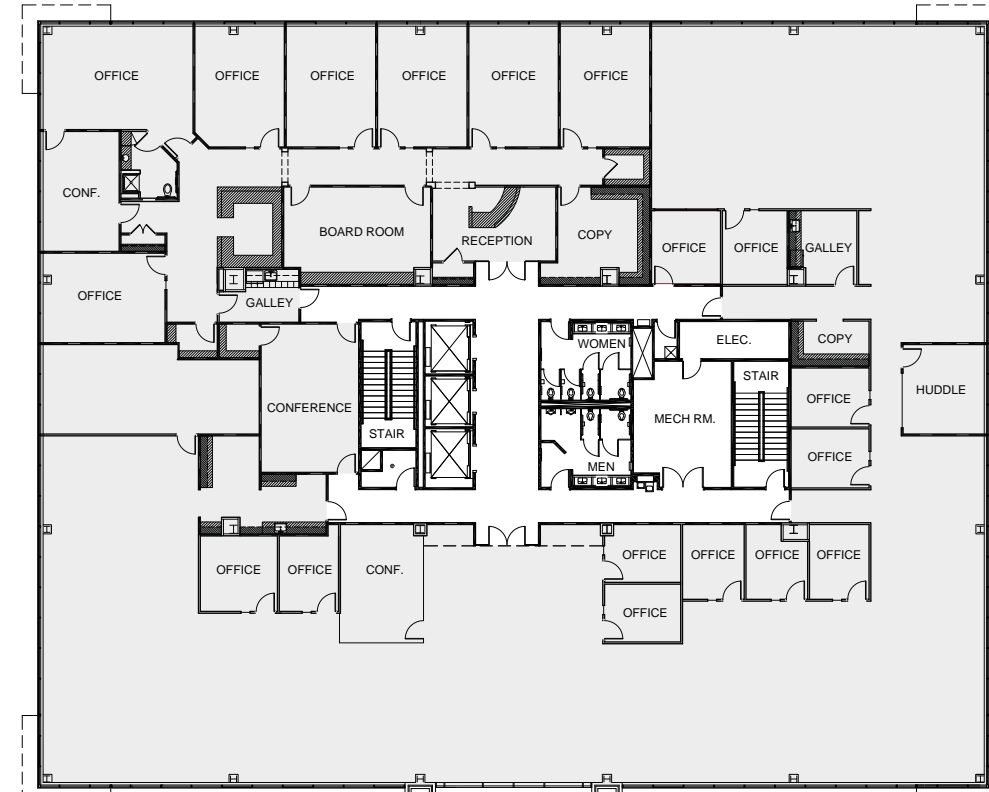 OFFICE
OFFICE
OFFICE
OFFICE
OFFICE
OFFICE
CONF.
BOARD ROOM
RECEPTION
COPY
OFFICE
OFFICE
GALLEY
OFFICE
GALLEY
WOMEN
ELEC.
COPY
STAIR
HUDDLE
OFFICE
CONFERENCE
MECH RM.
STAIR
OFFICE
MEN
OFFICE
OFFICE
CONF.
OFFICE
OFFICE
OFFICE
OFFICE
OFFICE